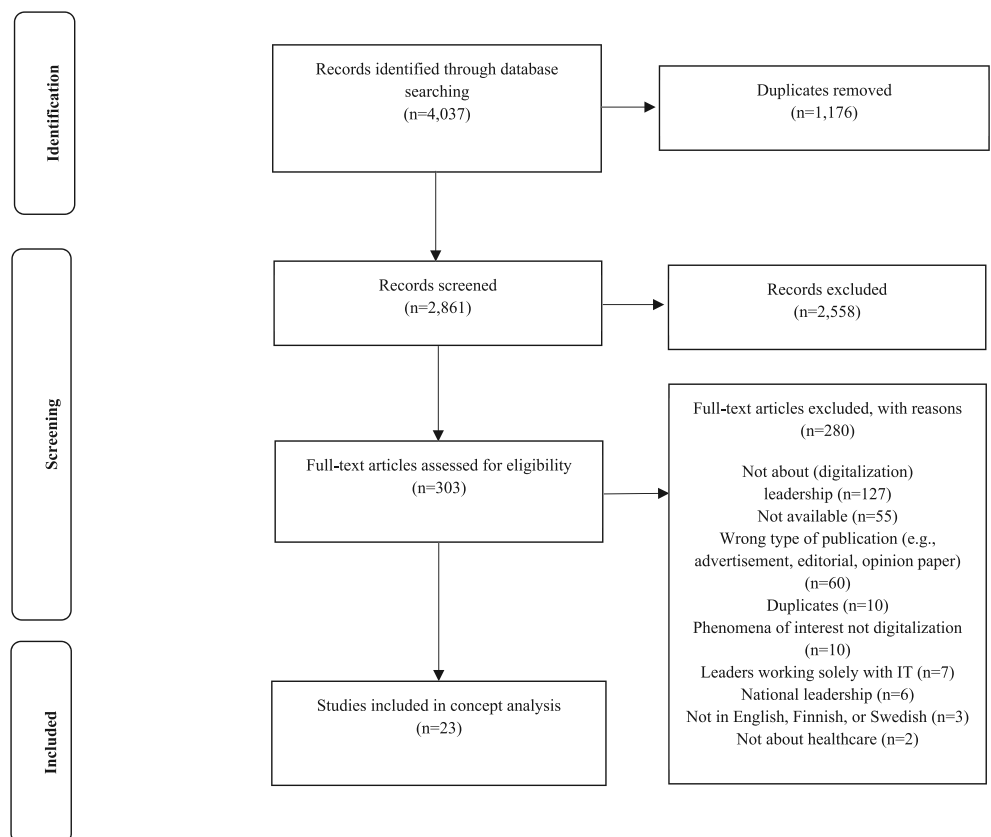 Identification
Records identified through database
searching
(n=4,037)
Duplicates removed
(n=1,176)
Screening
Records screened
(n=2,861)
Records excluded
(n=2,558)
Full-text articles assessed for eligibility
(n=303)
Full-text articles excluded, with reasons
(n=280)
Not about (digitalization)
leadership (n=127)
Not available (n=55)
Wrong type of publication (e.g.,
advertisement, editorial, opinion paper)
(n=60)
Duplicates (n=10)
Phenomena of interest not digitalization
(n=10)
Leaders working solely with IT (n=7)
National leadership (n=6)
Not in English, Finnish, or Swedish (n=3)
Not about healthcare (n=2)
Included
Studies included in concept analysis
(n=23)